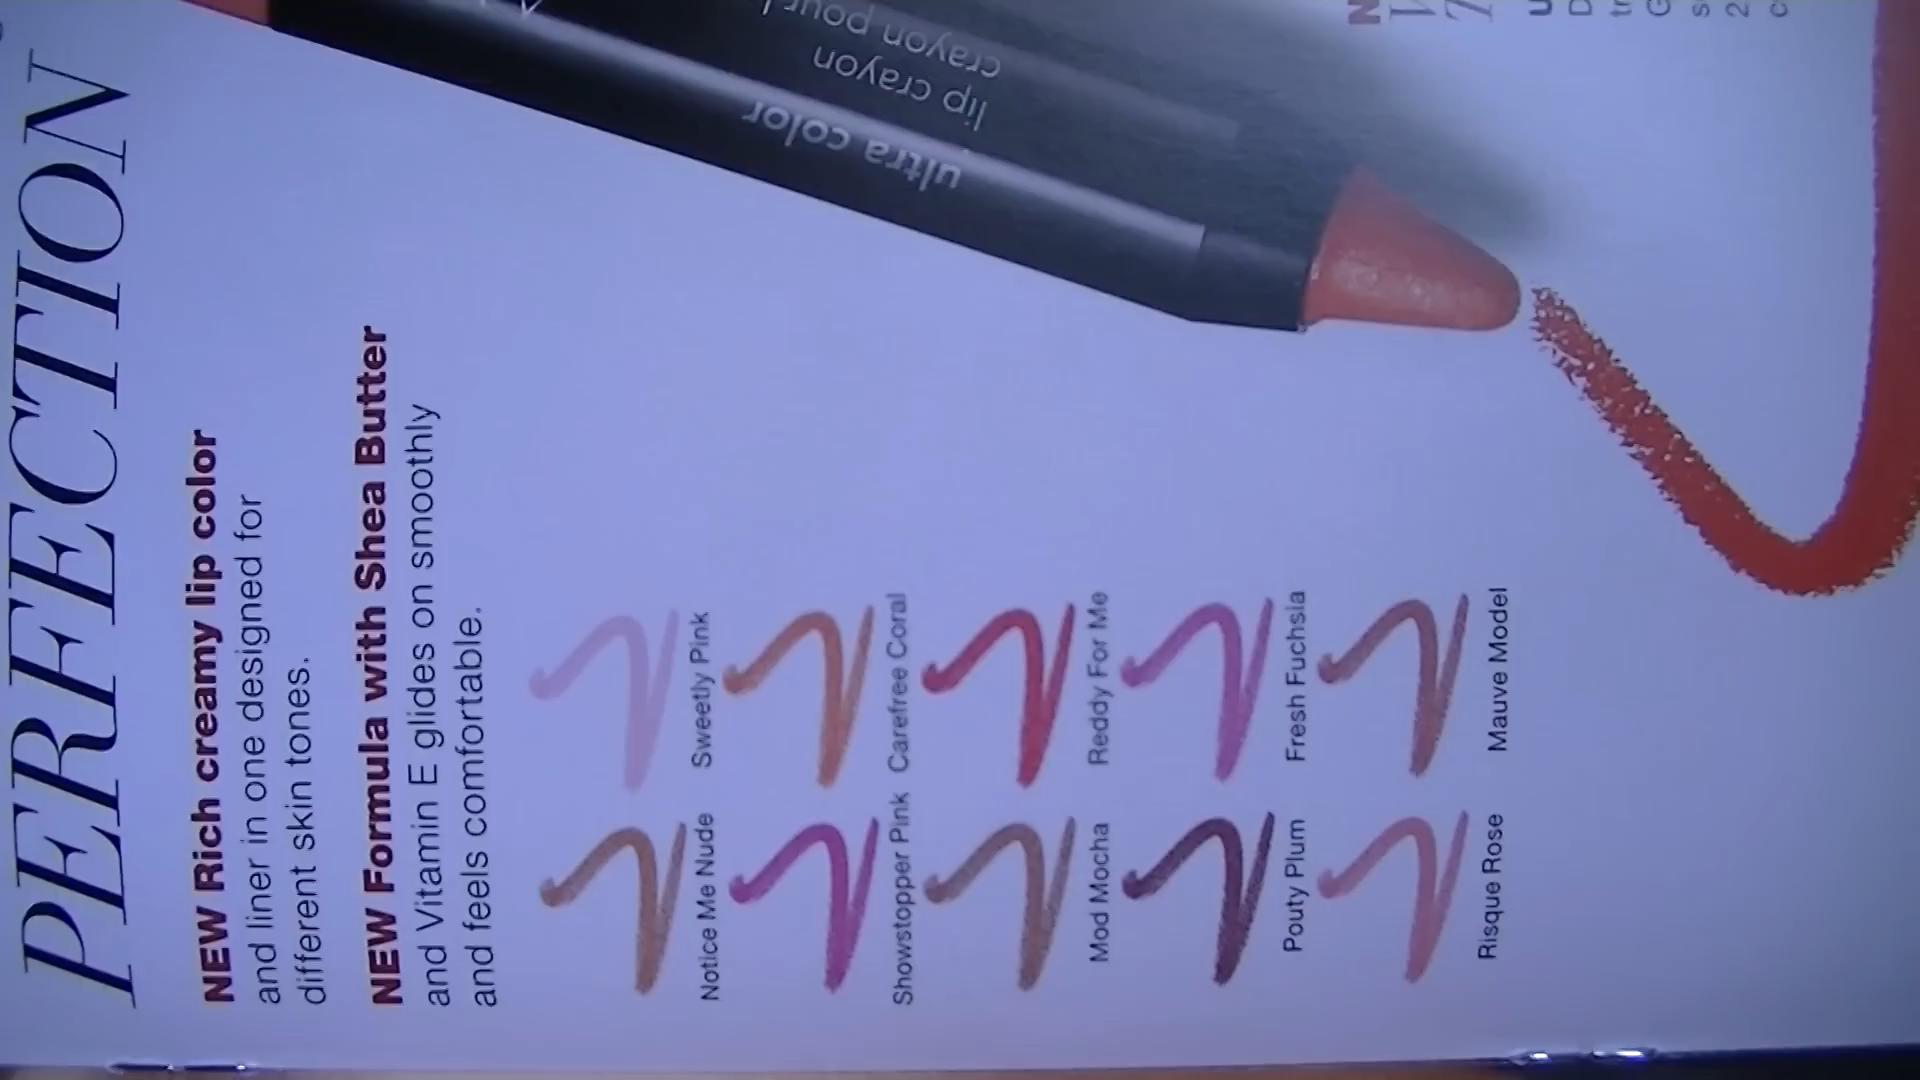 PERFECTION
NEW Rich creamy lip color
and liner in one designed for
different skin tones.
NEW Formula with Shea Butter
and Vitamin E glides on smoothly
and feels comfortable.
Notice Me Nude
Sweetly Pink
Showstopper Pink
Carefree Coral
Mod Mocha
Reddy For Me
Pouty Plum
Fresh Fuchsia
Risque Rose
Mauve Model
ultra color
lip crayon
crayon pour